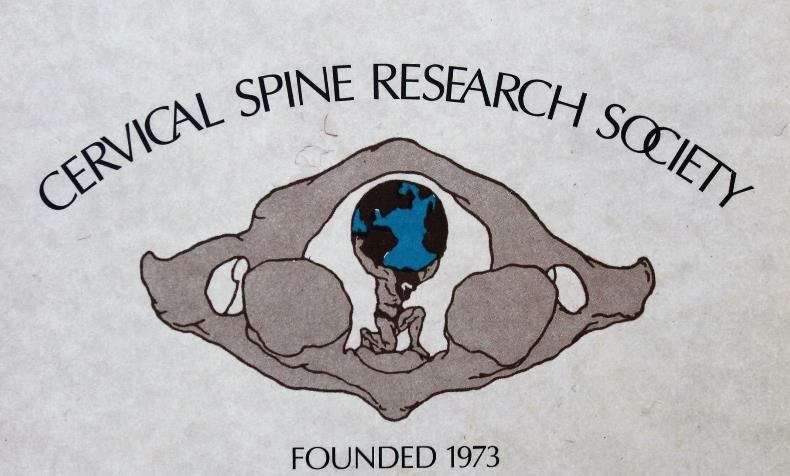 CERVICAL SPINE RESEARCH SOCIETY
FOUNDED 1973